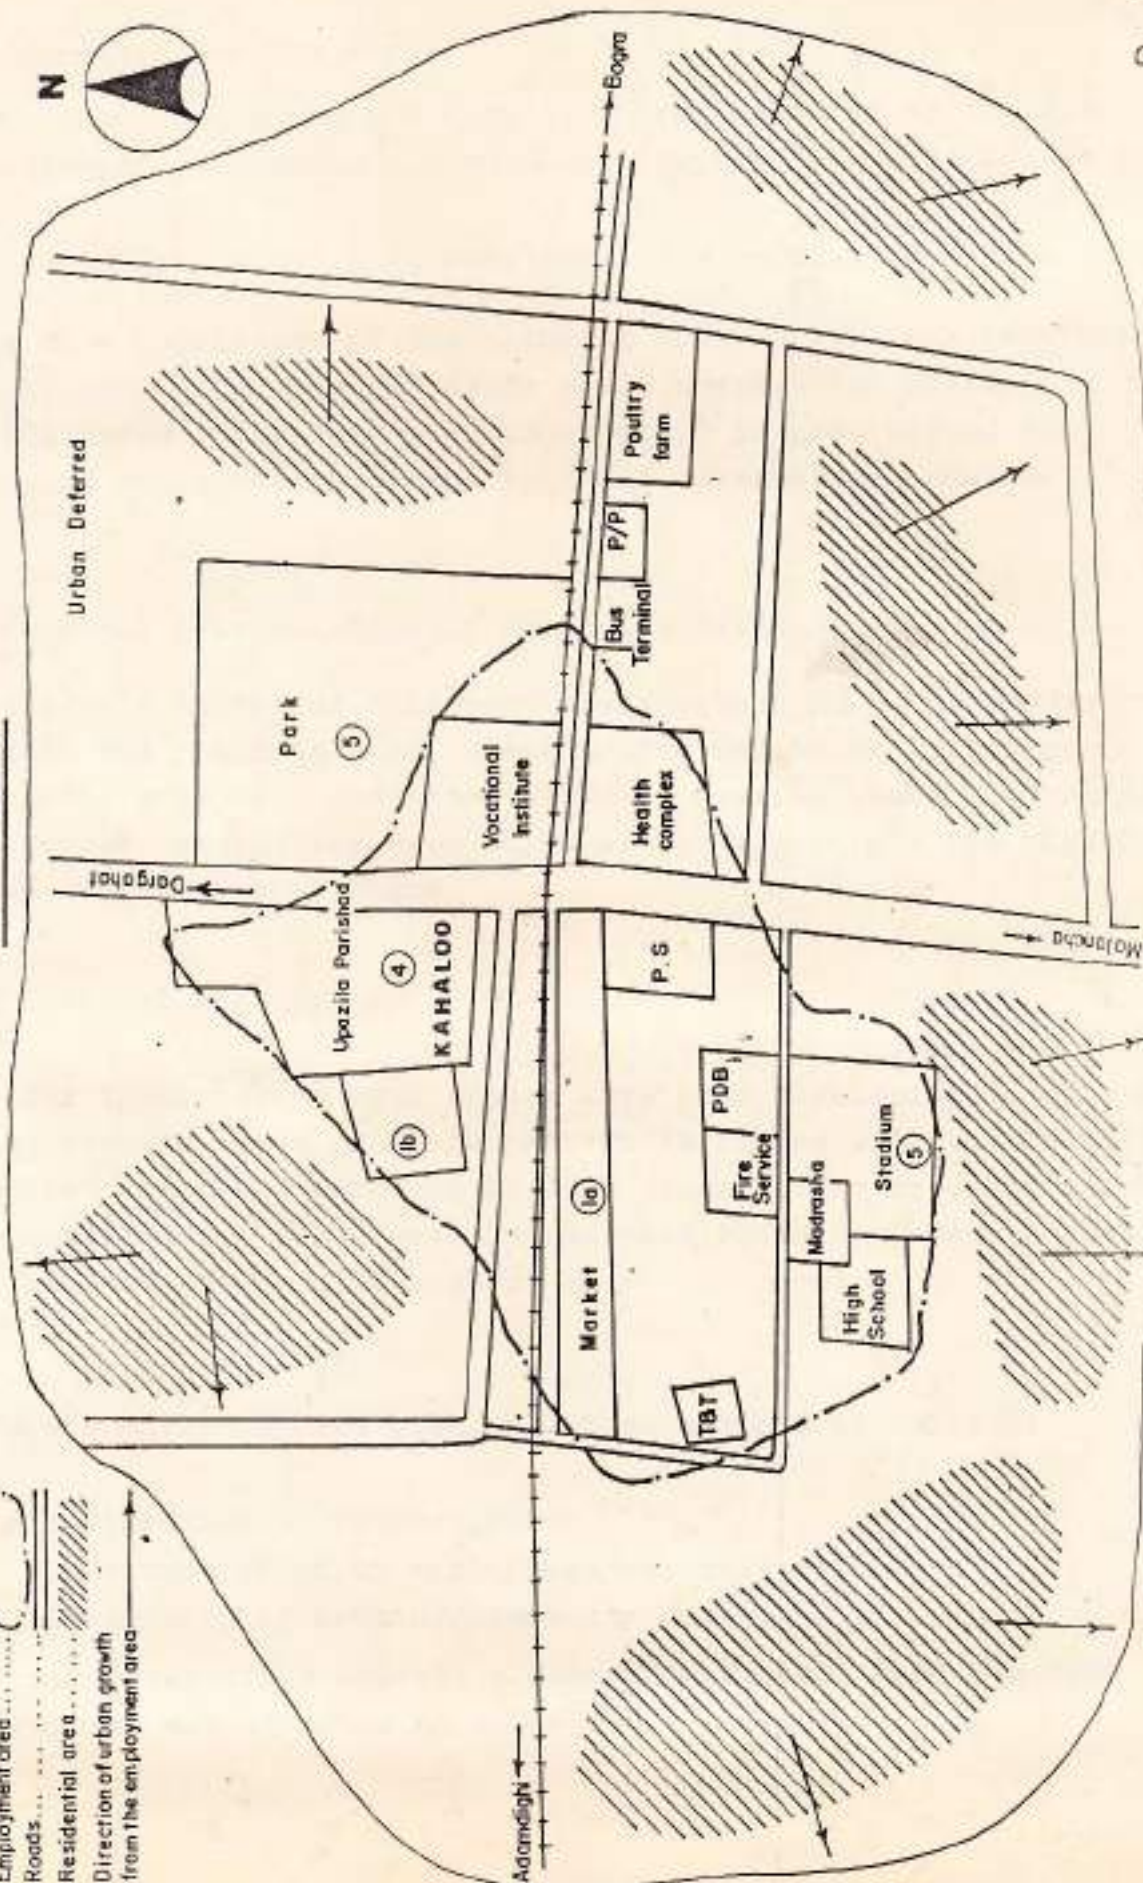 N
Employment area
Roads
Residential area
Direction of urban growth
from the employment area
Urban Deferred
Dargahat
Park
5
Upazila Parishad
4
KAHALOO
1b
Vocational
Institute
Bogra
Adamdighi
Market
1a
P.S
Health
complex
Bus
Terminal
P/P
Poultry
farm
PDB
Fire
Service
T&T
Madrasha
Stadium
5
High
School
Malancha